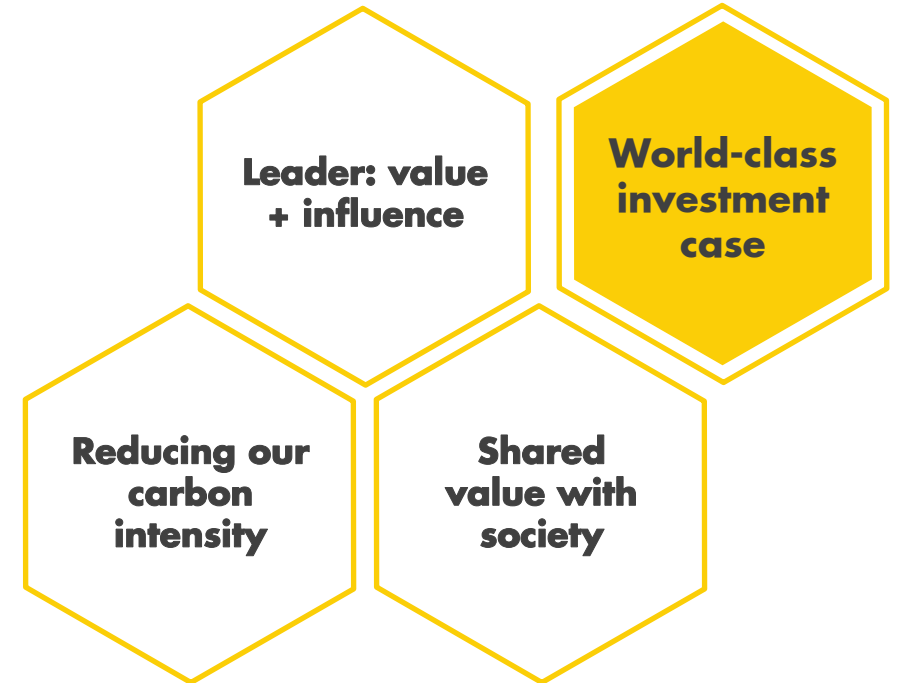 Leader: value
+ influence
World-class
investment
case
Reducing our
carbon
intensity
Shared
value with
society